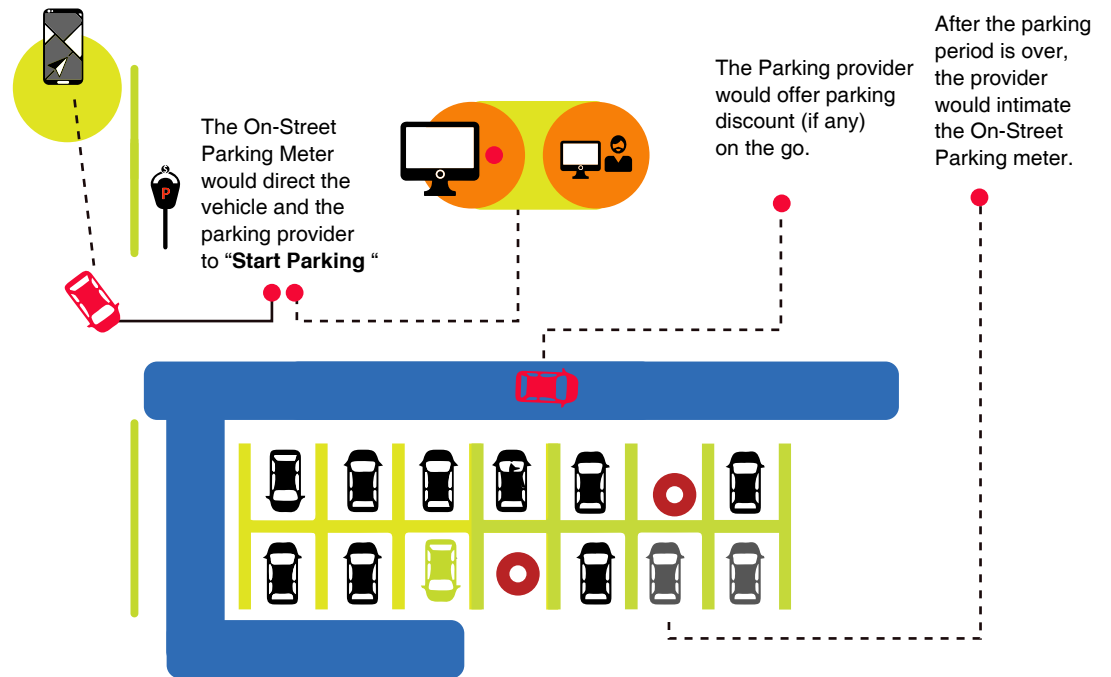 The On-Street
Parking Meter
would direct the
vehicle and the
parking provider
to “Start Parking “
The Parking provider
would offer parking
discount (if any)
on the go.
After the parking
period is over,
the provider
would intimate
the On-Street
Parking meter.
S
P